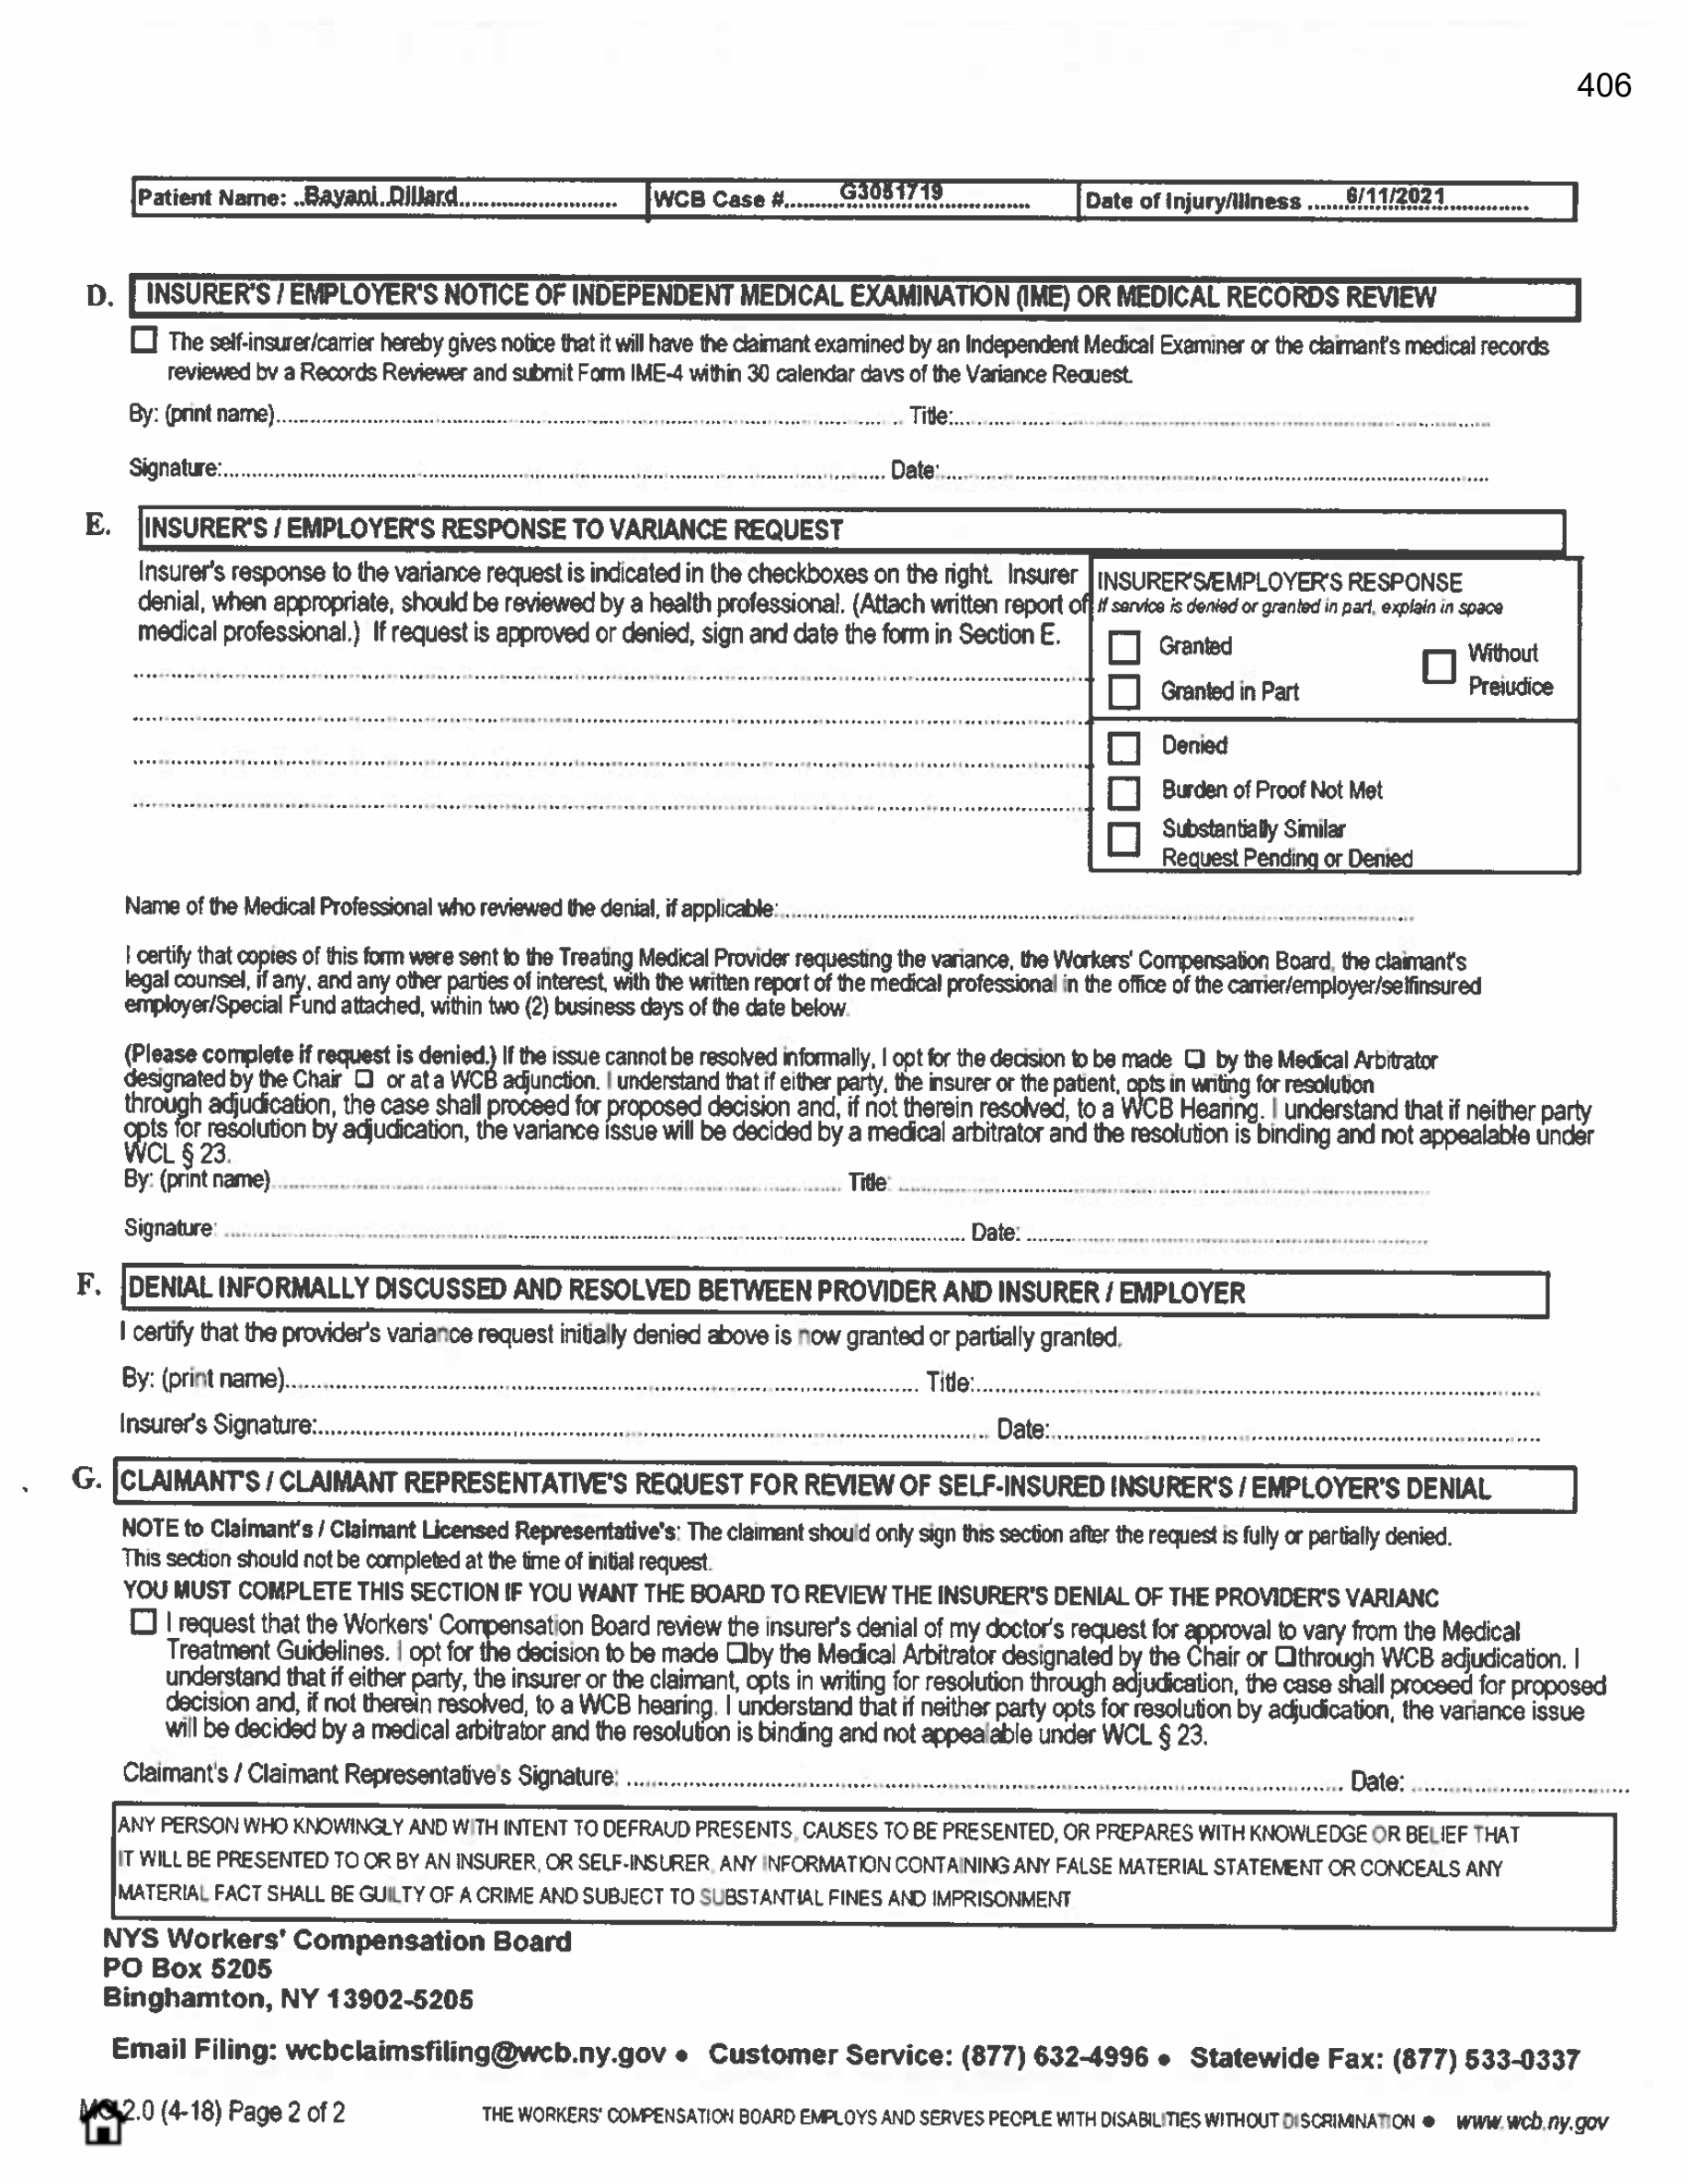 406
Patient Name: ..Bayani..Dillard........................ WCB Case #..........G3051719.................. Date of Injury/Illness ......6/11/2021..............
D. INSURER'S / EMPLOYER'S NOTICE OF INDEPENDENT MEDICAL EXAMINATION (IME) OR MEDICAL RECORDS REVIEW
☐ The self-insurer/carrier hereby gives notice that it will have the claimant examined by an Independent Medical Examiner or the claimant's medical records
reviewed by a Records Reviewer and submit Form IME-4 within 30 calendar days of the Variance Request.
By: (print name)........................ Title:........................
Signature:........................ Date:........................
E. INSURER'S / EMPLOYER'S RESPONSE TO VARIANCE REQUEST
Insurer's response to the variance request is indicated in the checkboxes on the right. Insurer
denial, when appropriate, should be reviewed by a health professional. (Attach written report of
medical professional.) If request is approved or denied, sign and date the form in Section E.
INSURER'S/EMPLOYER'S RESPONSE
If service is denied or granted in part, explain in space
☐ Granted
☐ Without Prejudice
☐ Granted in Part
☐ Denied
☐ Burden of Proof Not Met
☐ Substantially Similar
Request Pending or Denied
Name of the Medical Professional who reviewed the denial, if applicable:........................
I certify that copies of this form were sent to the Treating Medical Provider requesting the variance, the Workers' Compensation Board, the claimant's
legal counsel, if any, and any other parties of interest, with the written report of the medical professional in the office of the carrier/employer/selfinsured
employer/Special Fund attached, within two (2) business days of the date below.
(Please complete if request is denied.) If the issue cannot be resolved informally, I opt for the decision to be made ☐ by the Medical Arbitrator
designated by the Chair ☐ or at a WCB adjunction. I understand that if either party, the insurer or the patient, opts in writing for resolution
through adjudication, the case shall proceed for proposed decision and, if not therein resolved, to a WCB Hearing. I understand that if neither party
opts for resolution by adjudication, the variance issue will be decided by a medical arbitrator and the resolution is binding and not appealable under
WCL § 23.
By: (print name)........................ Title:........................
Signature:........................ Date:........................
F. DENIAL INFORMALLY DISCUSSED AND RESOLVED BETWEEN PROVIDER AND INSURER / EMPLOYER
I certify that the provider's variance request initially denied above is now granted or partially granted.
By: (print name)........................ Title:........................
Insurer's Signature:........................ Date:........................
G. CLAIMANT'S / CLAIMANT REPRESENTATIVE'S REQUEST FOR REVIEW OF SELF-INSURED INSURER'S / EMPLOYER'S DENIAL
NOTE to Claimant's / Claimant Licensed Representative's: The claimant should only sign this section after the request is fully or partially denied.
This section should not be completed at the time of initial request.
YOU MUST COMPLETE THIS SECTION IF YOU WANT THE BOARD TO REVIEW THE INSURER'S DENIAL OF THE PROVIDER'S VARIANC
☐ I request that the Workers' Compensation Board review the insurer's denial of my doctor's request for approval to vary from the Medical
Treatment Guidelines. I opt for the decision to be made ☐by the Medical Arbitrator designated by the Chair or ☐through WCB adjudication. I
understand that if either party, the insurer or the claimant, opts in writing for resolution through adjudication, the case shall proceed for proposed
decision and, if not therein resolved, to a WCB hearing. I understand that if neither party opts for resolution by adjudication, the variance issue
will be decided by a medical arbitrator and the resolution is binding and not appealable under WCL § 23.
Claimant's / Claimant Representative's Signature: ........................ Date: ........................
ANY PERSON WHO KNOWINGLY AND WITH INTENT TO DEFRAUD PRESENTS, CAUSES TO BE PRESENTED, OR PREPARES WITH KNOWLEDGE OR BELIEF THAT
IT WILL BE PRESENTED TO OR BY AN INSURER, OR SELF-INSURER, ANY INFORMATION CONTAINING ANY FALSE MATERIAL STATEMENT OR CONCEALS ANY
MATERIAL FACT SHALL BE GUILTY OF A CRIME AND SUBJECT TO SUBSTANTIAL FINES AND IMPRISONMENT
NYS Workers' Compensation Board
PO Box 5205
Binghamton, NY 13902-5205
Email Filing: wcbclaimsfiling@wcb.ny.gov • Customer Service: (877) 632-4996 • Statewide Fax: (877) 533-0337
2.0 (4-18) Page 2 of 2 THE WORKERS' COMPENSATION BOARD EMPLOYS AND SERVES PEOPLE WITH DISABILITIES WITHOUT DISCRIMINATION • www.wcb.ny.gov